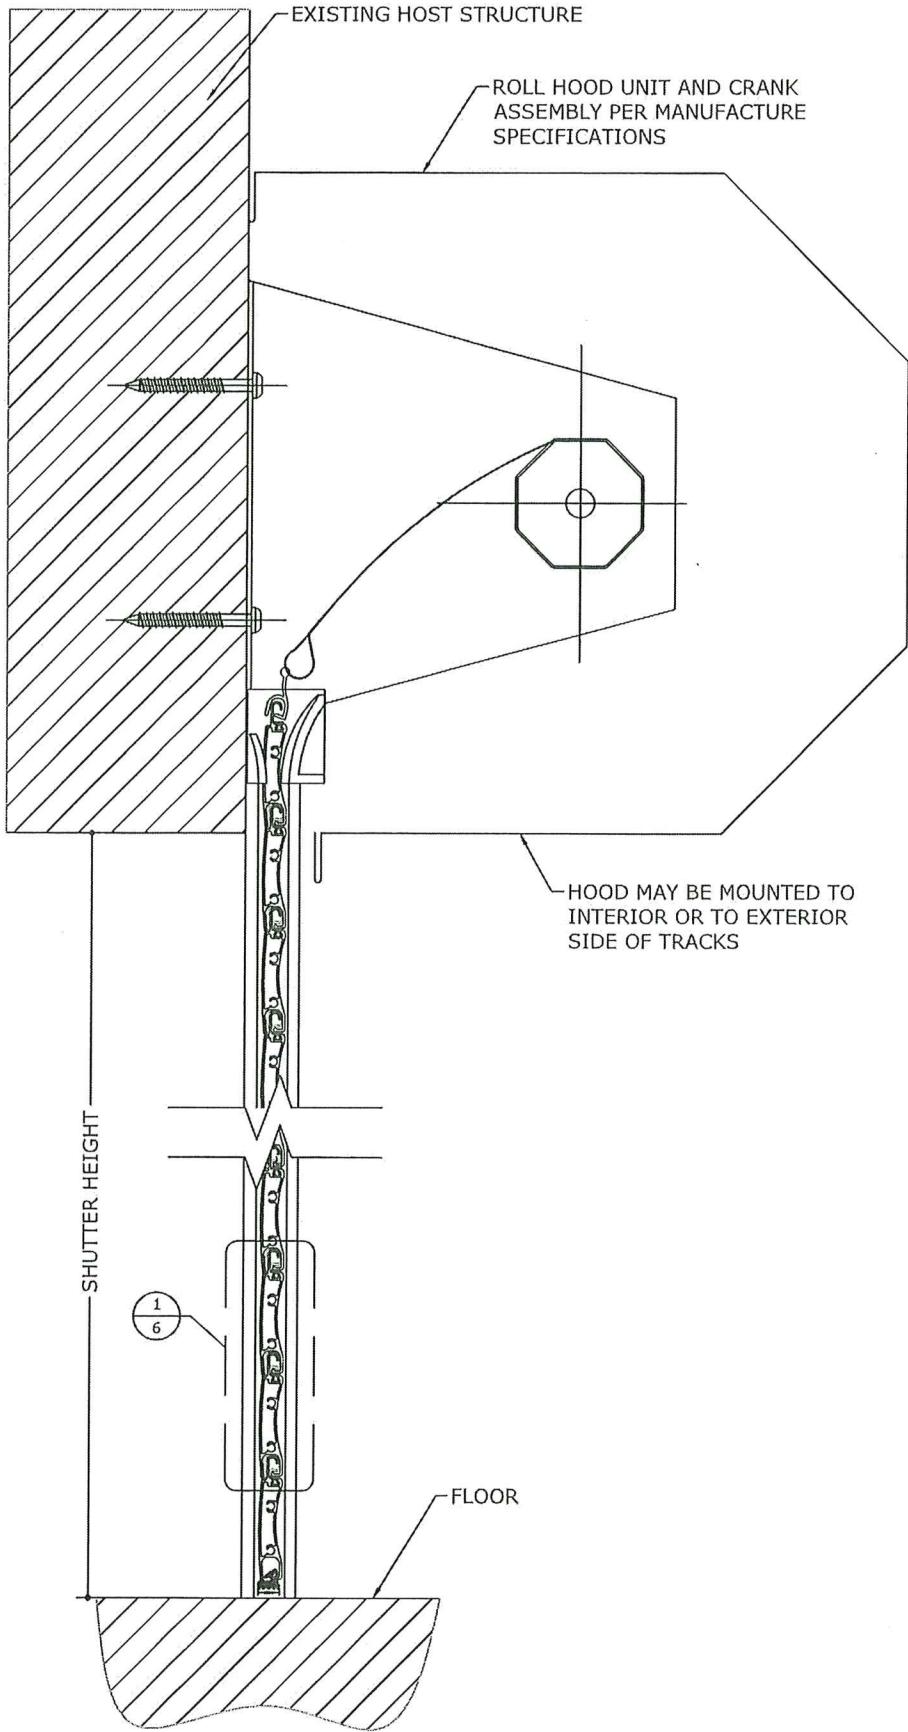 EXISTING HOST STRUCTURE
ROLL HOOD UNIT AND CRANK
ASSEMBLY PER MANUFACTURE
SPECIFICATIONS
HOOD MAY BE MOUNTED TO
INTERIOR OR TO EXTERIOR
SIDE OF TRACKS
SHUTTER HEIGHT
1
6
FLOOR